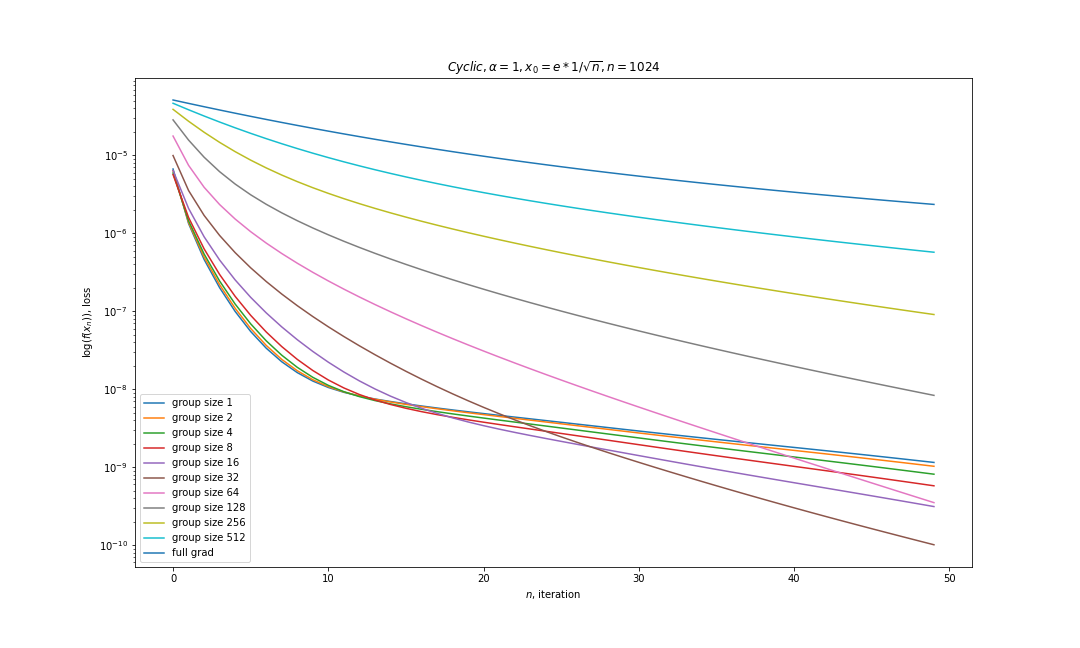 Cyclic, α = 1, x₀ = e * 1/√n, n = 1024
log(f(xₙ)), loss
10⁻⁵
10⁻⁶
10⁻⁷
10⁻⁸
10⁻⁹
10⁻¹⁰
group size 1
group size 2
group size 4
group size 8
group size 16
group size 32
group size 64
group size 128
group size 256
group size 512
full grad
0 10 20 30 40 50
n, iteration